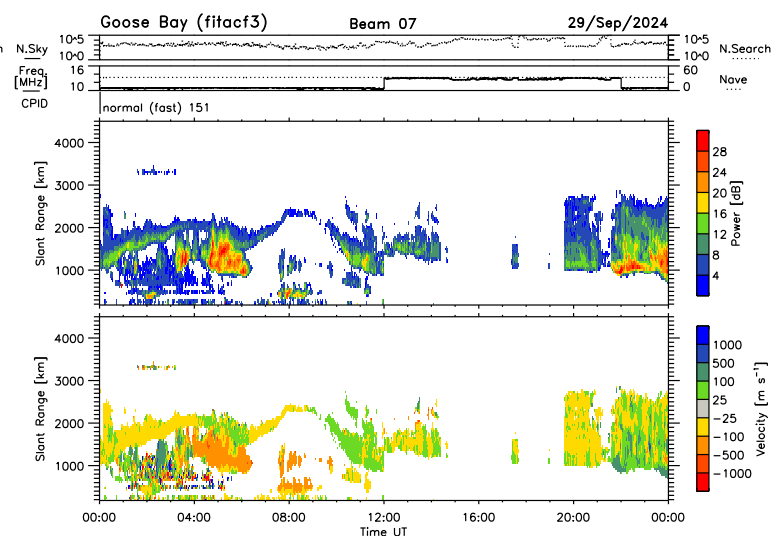 Goose Bay (fitacf3) Beam 07 29/Sep/2024
N.Sky 10^5 10^5 N.Search
10^0 10^0
Freq. 16 60
[MHz] 10 0 Nave
CPID normal (fast) 151
4000
3000
2000
1000
Slant Range [km]
28
24
20
16
12
8
4
Power [dB]
4000
3000
2000
1000
Slant Range [km]
1000
500
100
25
-25
-100
-500
-1000
Velocity [m s⁻¹]
00:00 04:00 08:00 12:00 16:00 20:00 00:00
Time UT